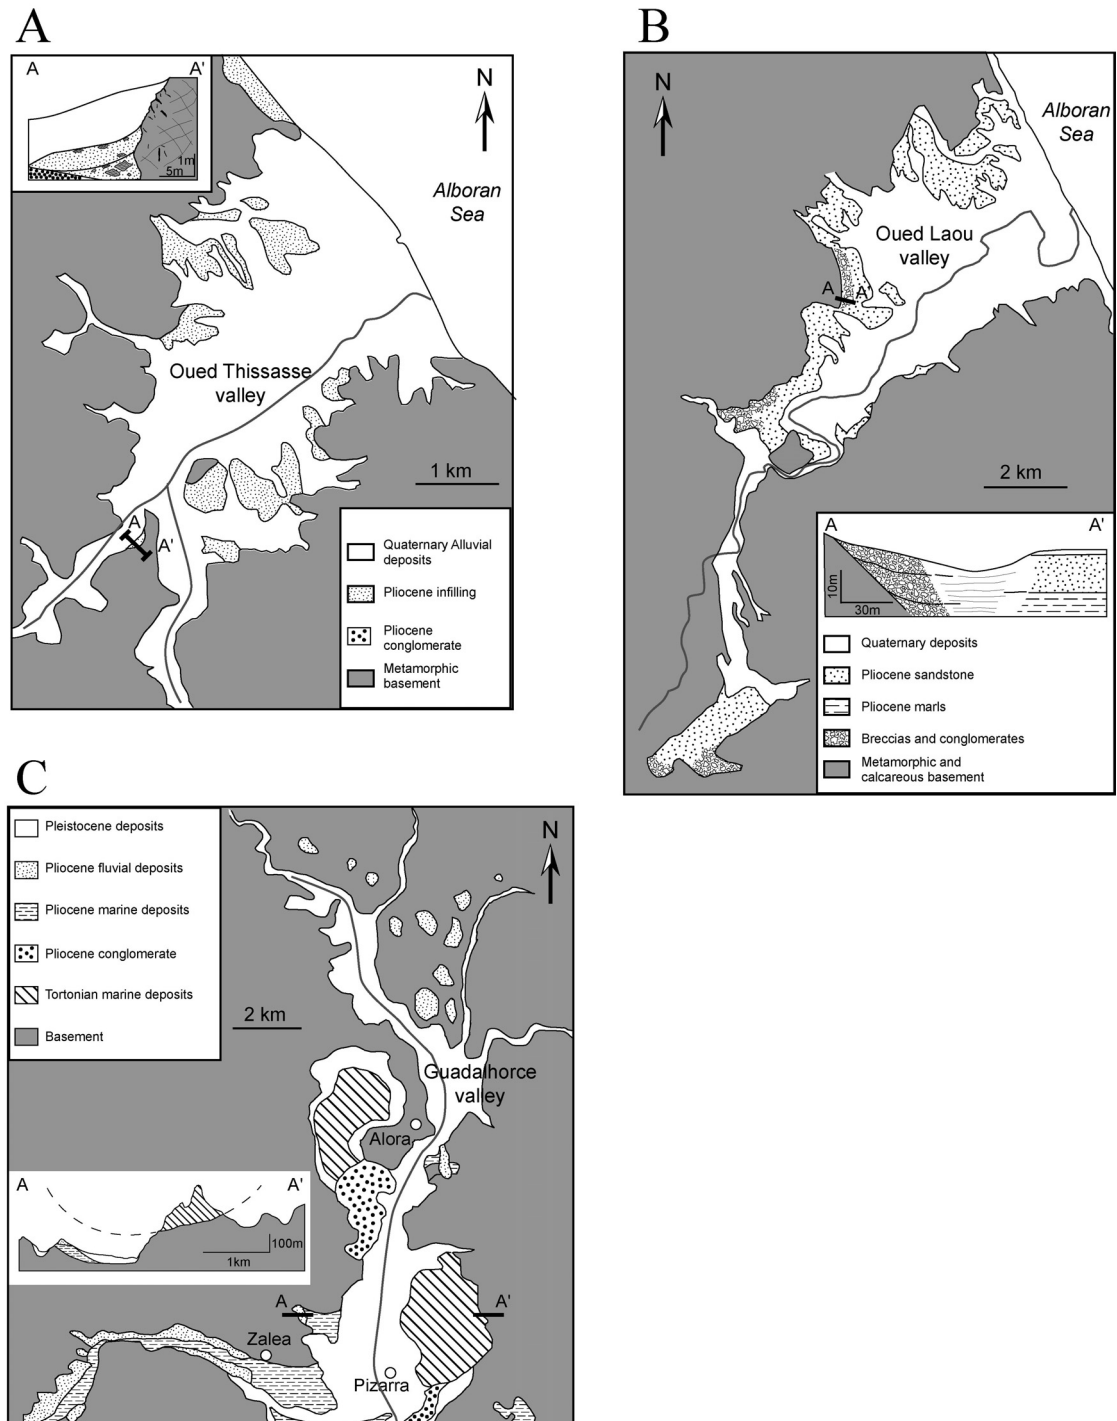 A
A
A'
1m
5m
N
Alboran
Sea
Oued Thissasse
valley
1 km
A
A'
Quaternary Alluvial
deposits
Pliocene infilling
Pliocene
conglomerate
Metamorphic
basement
B
N
Alboran
Sea
Oued Laou
valley
A
A'
2 km
A
A'
10m
30m
Quaternary deposits
Pliocene sandstone
Pliocene marls
Breccias and conglomerates
Metamorphic and
calcareous basement
C
Pleistocene deposits
Pliocene fluvial deposits
Pliocene marine deposits
Pliocene conglomerate
Tortonian marine deposits
Basement
N
2 km
Guadalhorce
valley
Alora
A
A'
100m
1km
A
A'
Zalea
Pizarra